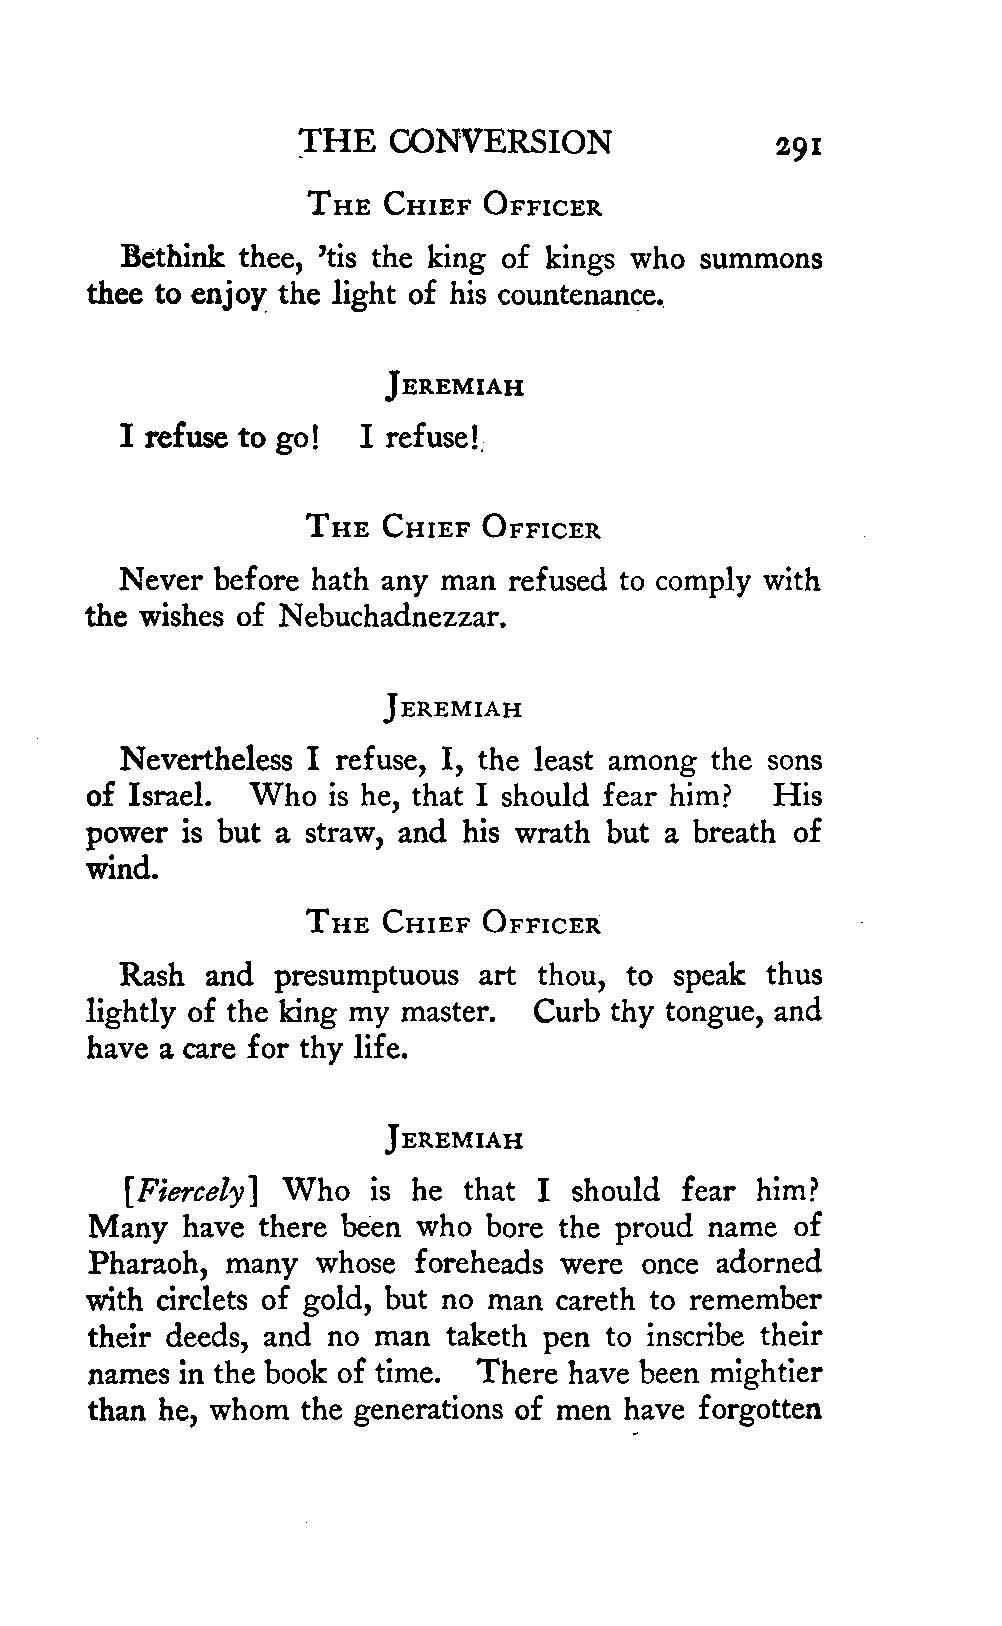 THE CONVERSION 291
THE CHIEF OFFICER
Bethink thee, 'tis the king of kings who summons
thee to enjoy the light of his countenance.
JEREMIAH
I refuse to go! I refuse!
THE CHIEF OFFICER
Never before hath any man refused to comply with
the wishes of Nebuchadnezzar.
JEREMIAH
Nevertheless I refuse, I, the least among the sons
of Israel. Who is he, that I should fear him? His
power is but a straw, and his wrath but a breath of
wind.
THE CHIEF OFFICER
Rash and presumptuous art thou, to speak thus
lightly of the king my master. Curb thy tongue, and
have a care for thy life.
JEREMIAH
[Fiercely] Who is he that I should fear him?
Many have there been who bore the proud name of
Pharaoh, many whose foreheads were once adorned
with circlets of gold, but no man careth to remember
their deeds, and no man taketh pen to inscribe their
names in the book of time. There have been mightier
than he, whom the generations of men have forgotten